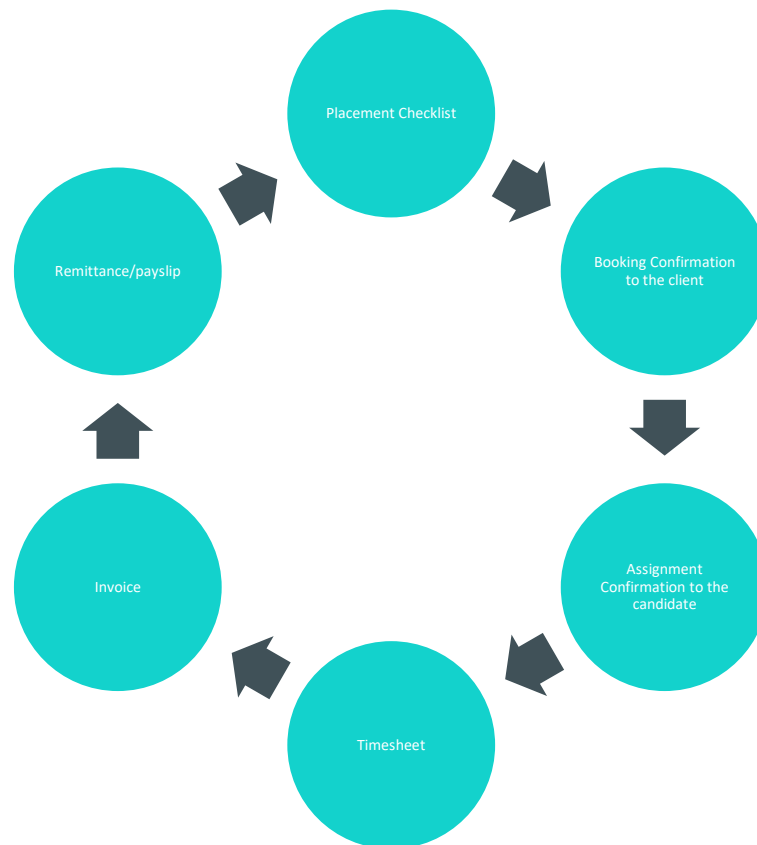 Placement Checklist
Booking Confirmation
to the client
Assignment
Confirmation to the
candidate
Timesheet
Invoice
Remittance/payslip